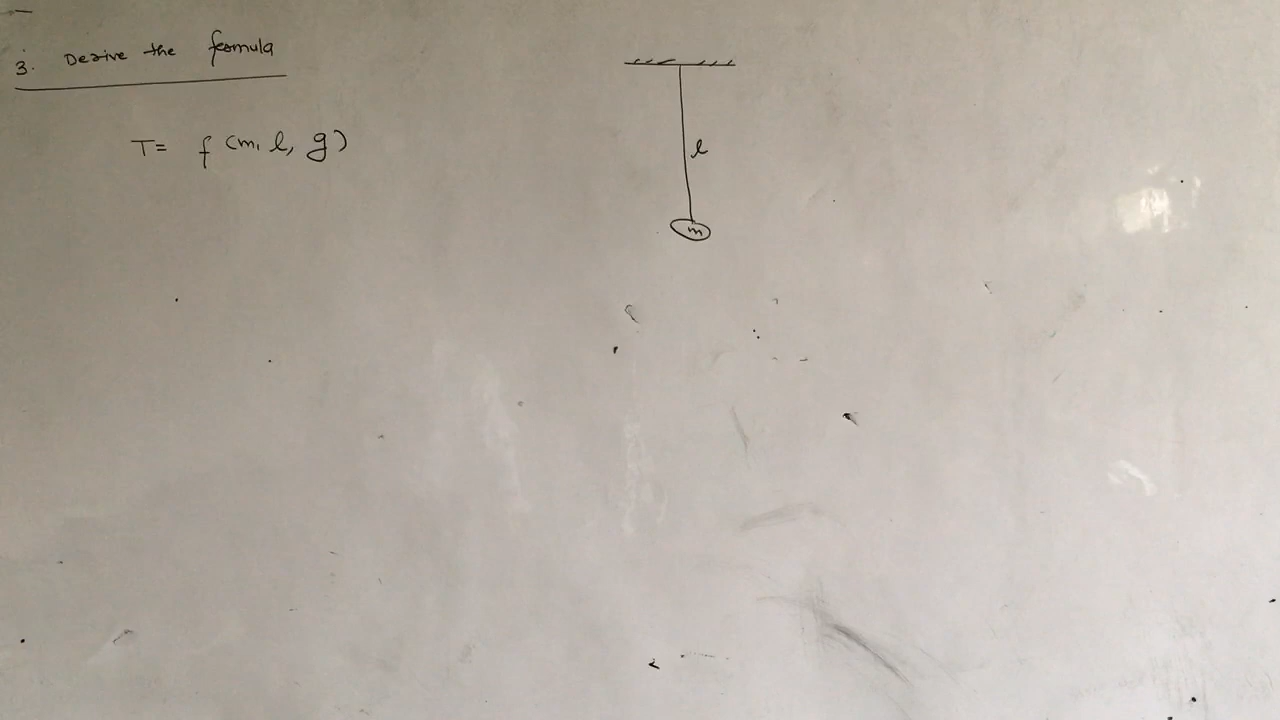 3. Derive the formula
T= f (m, l, g)
l
m